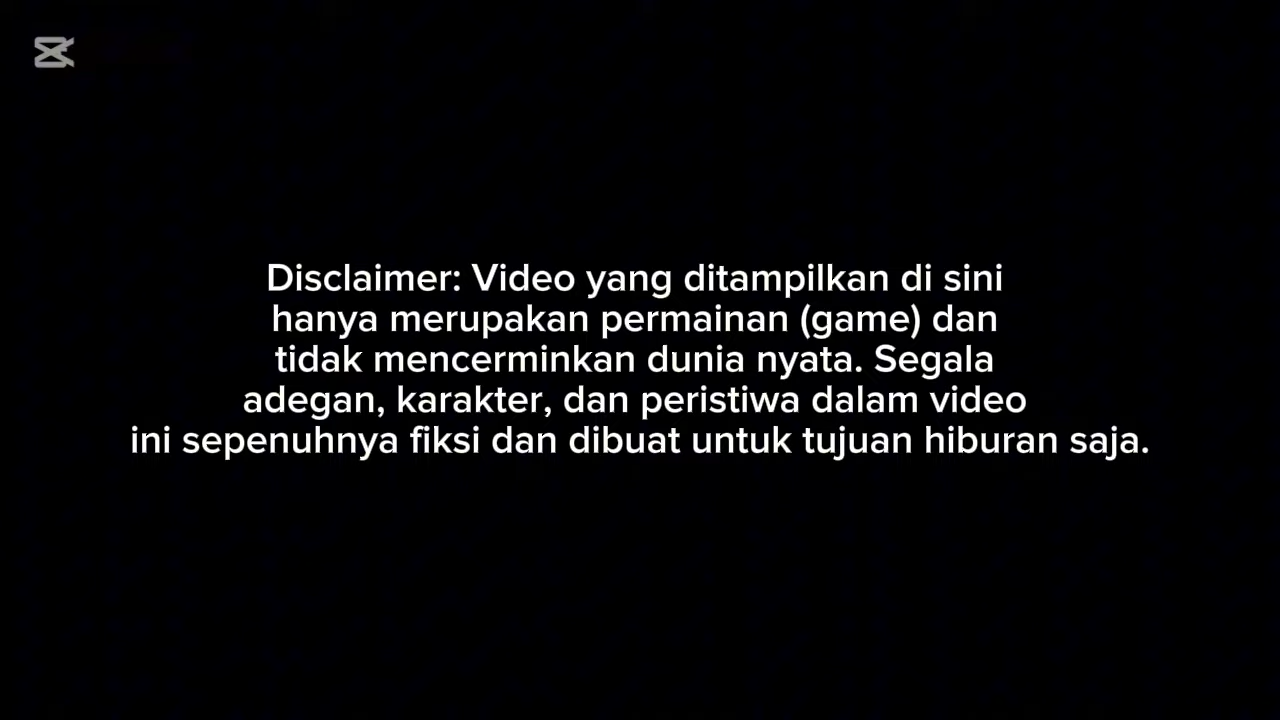 Disclaimer: Video yang ditampilkan di sini
hanya merupakan permainan (game) dan
tidak mencerminkan dunia nyata. Segala
adegan, karakter, dan peristiwa dalam video
ini sepenuhnya fiksi dan dibuat untuk tujuan hiburan saja.